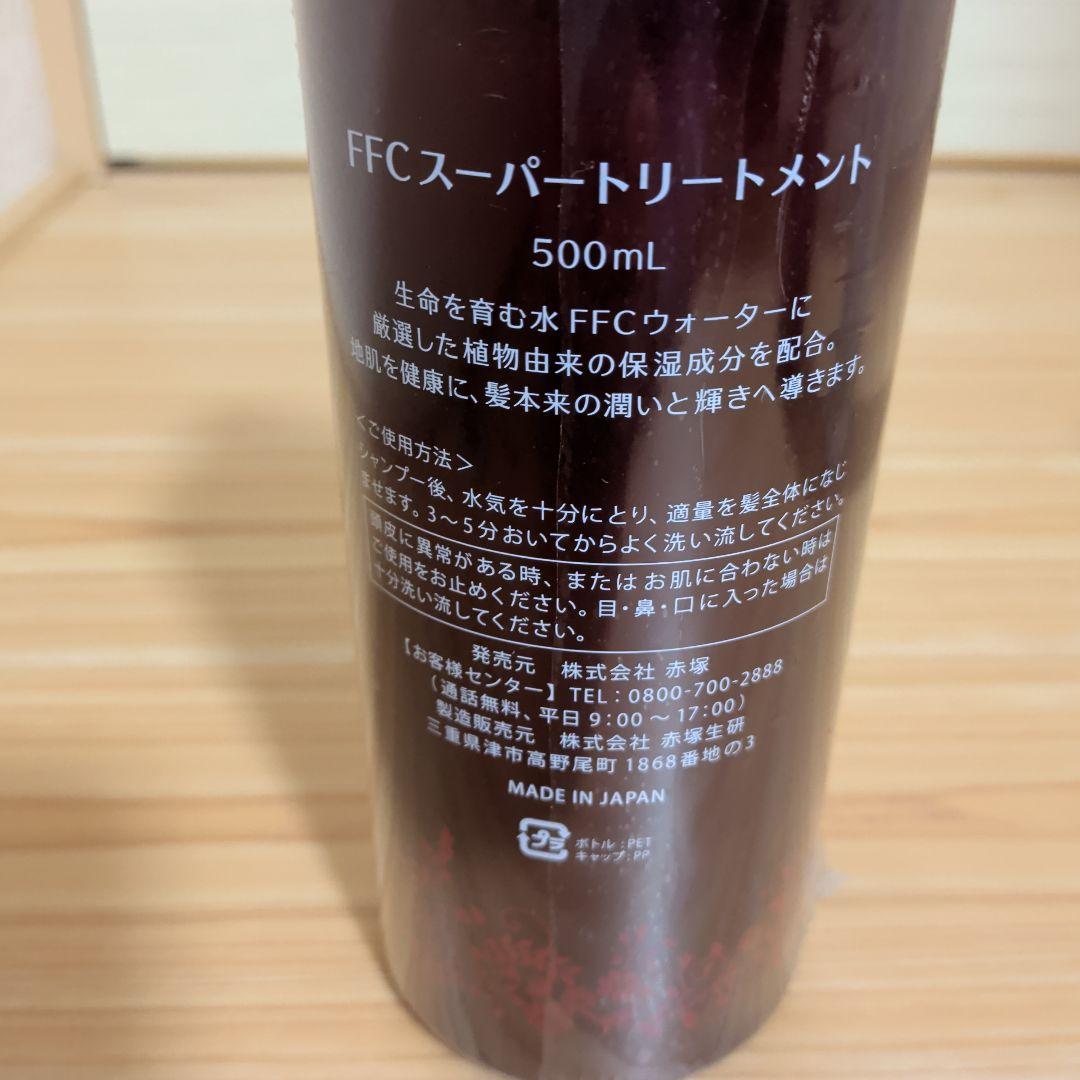 FFCスーパートリートメント
500mL
生命を育む水FFCウォーターに
厳選した植物由来の保湿成分を配合。
地肌を健康に、髪本来の潤いと輝きへ導きます。
<ご使用方法>
シャンプー後、水気を十分にとり、適量を髪全体になじ
ませます。3～5分おいてからよく洗い流してください。
頭皮に異常がある時、またはお肌に合わない時は
ご使用をお止めください。目・鼻・口に入った場合は
十分洗い流してください。
発売元 株式会社 赤塚
【お客様センター】TEL：0800-700-2888
(通話無料、平日9：00～17：00)
製造販売元 株式会社 赤塚生研
三重県津市高野尾町1868番地の3
MADE IN JAPAN
プラ
ボトル：PET
キャップ：PP